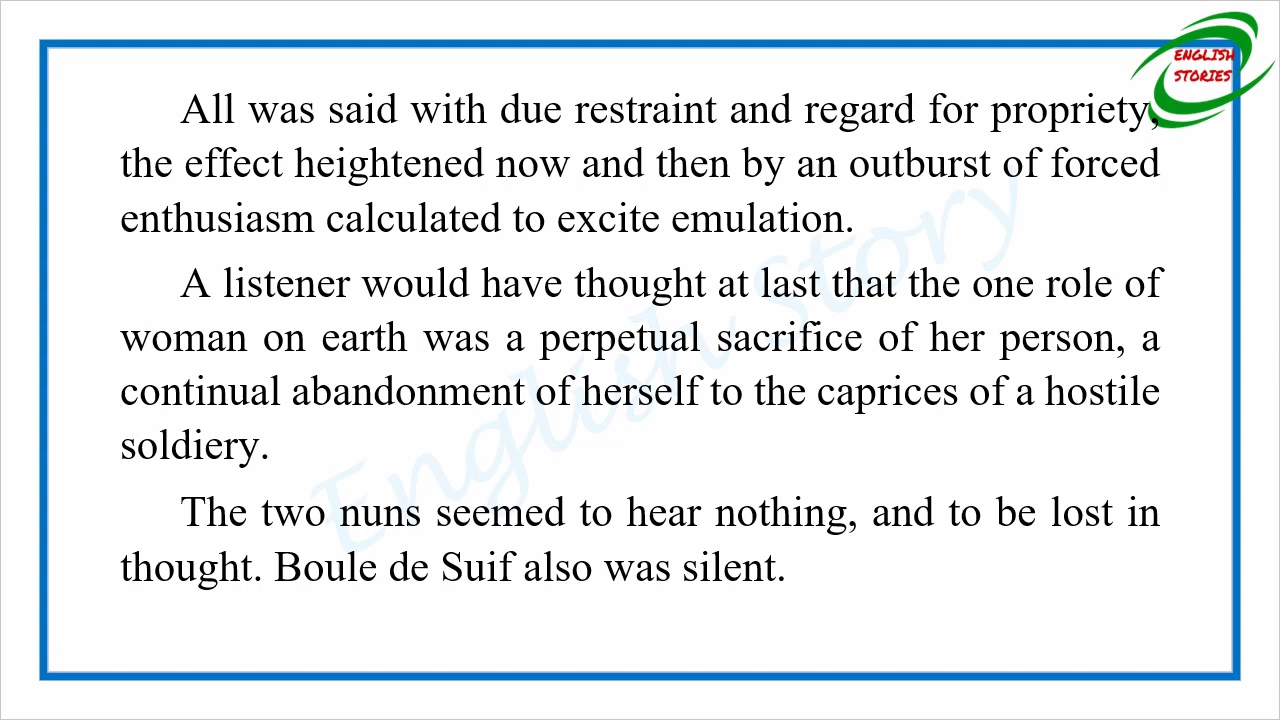 ENGLISH
STORIES
All was said with due restraint and regard for propriety,
the effect heightened now and then by an outburst of forced
enthusiasm calculated to excite emulation.
A listener would have thought at last that the one role of
woman on earth was a perpetual sacrifice of her person, a
continual abandonment of herself to the caprices of a hostile
soldiery.
The two nuns seemed to hear nothing, and to be lost in
thought. Boule de Suif also was silent.
English Story